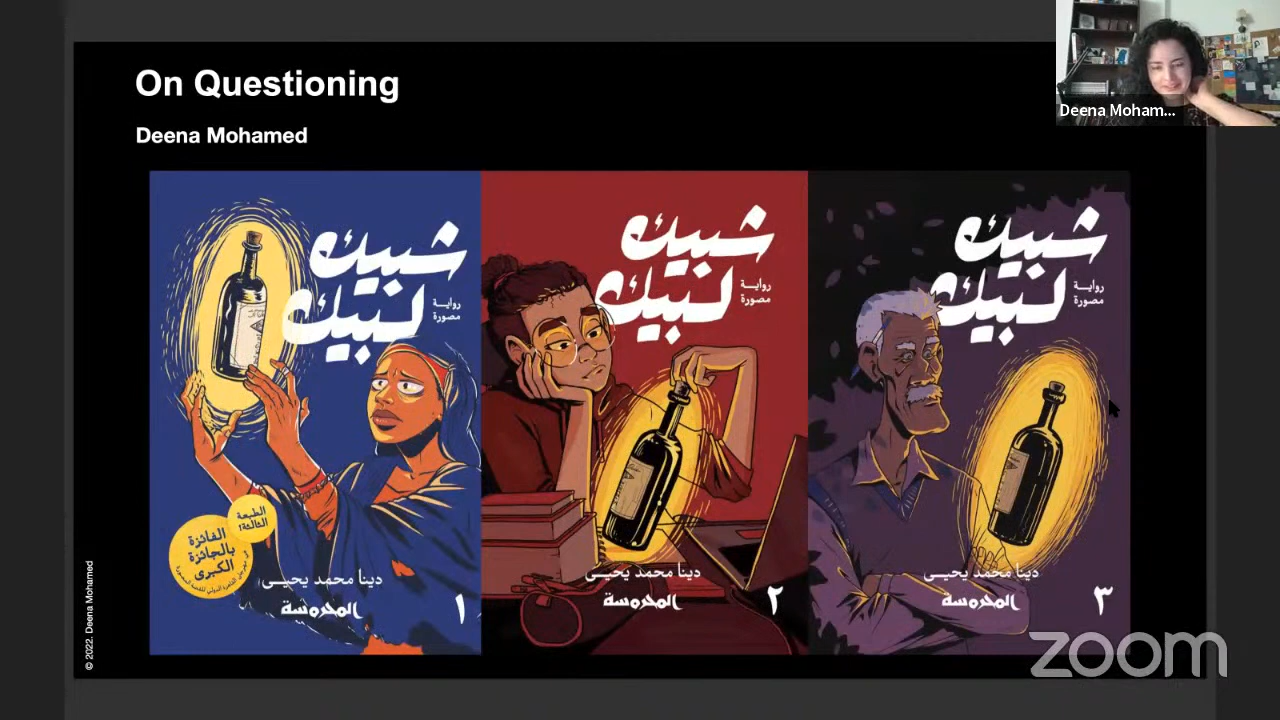 On Questioning
Deena Mohamed
Deena Moham...
شبيك
لبيك
رواية
مصورة
الطبعة
الثالثة!
الفائزة
بالجائزة
الكبرى
دينا محمد يحيى
المحروسة
١
شبيك
لبيك
رواية
مصورة
دينا محمد يحيى
المحروسة
٢
شبيك
لبيك
رواية
مصورة
دينا محمد يحيى
المحروسة
٣
© 2022. Deena Mohamed
zoom